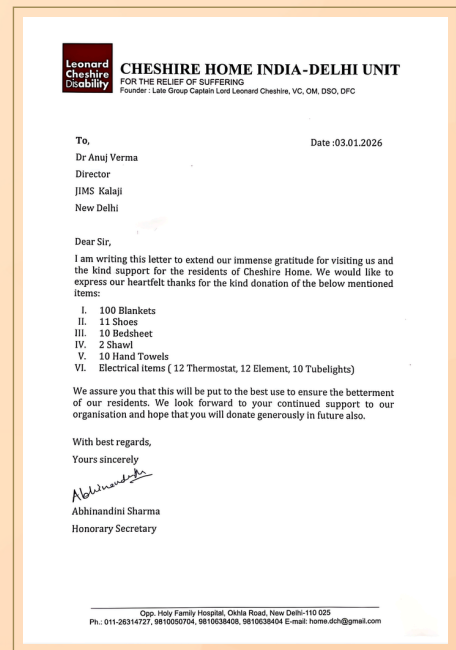 Leonard
Cheshire
Disability
CHESHIRE HOME INDIA-DELHI UNIT
FOR THE RELIEF OF SUFFERING
Founder : Late Group Captain Lord Leonard Cheshire, VC, OM, DSO, DFC
To,
Date :03.01.2026
Dr Anuj Verma
Director
JIMS Kalaji
New Delhi
Dear Sir,
I am writing this letter to extend our immense gratitude for visiting us and
the kind support for the residents of Cheshire Home. We would like to
express our heartfelt thanks for the kind donation of the below mentioned
items:
I. 100 Blankets
II. 11 Shoes
III. 10 Bedsheet
IV. 2 Shawl
V. 10 Hand Towels
VI. Electrical items ( 12 Thermostat, 12 Element, 10 Tubelights)
We assure you that this will be put to the best use to ensure the betterment
of our residents. We look forward to your continued support to our
organisation and hope that you will donate generously in future also.
With best regards,
Yours sincerely
Abhinandini Sharma
Honorary Secretary
Opp. Holy Family Hospital, Okhla Road, New Delhi-110 025
Ph.: 011-26314727, 9810050704, 9810638408, 9810638404 E-mail: home.dch@gmail.com